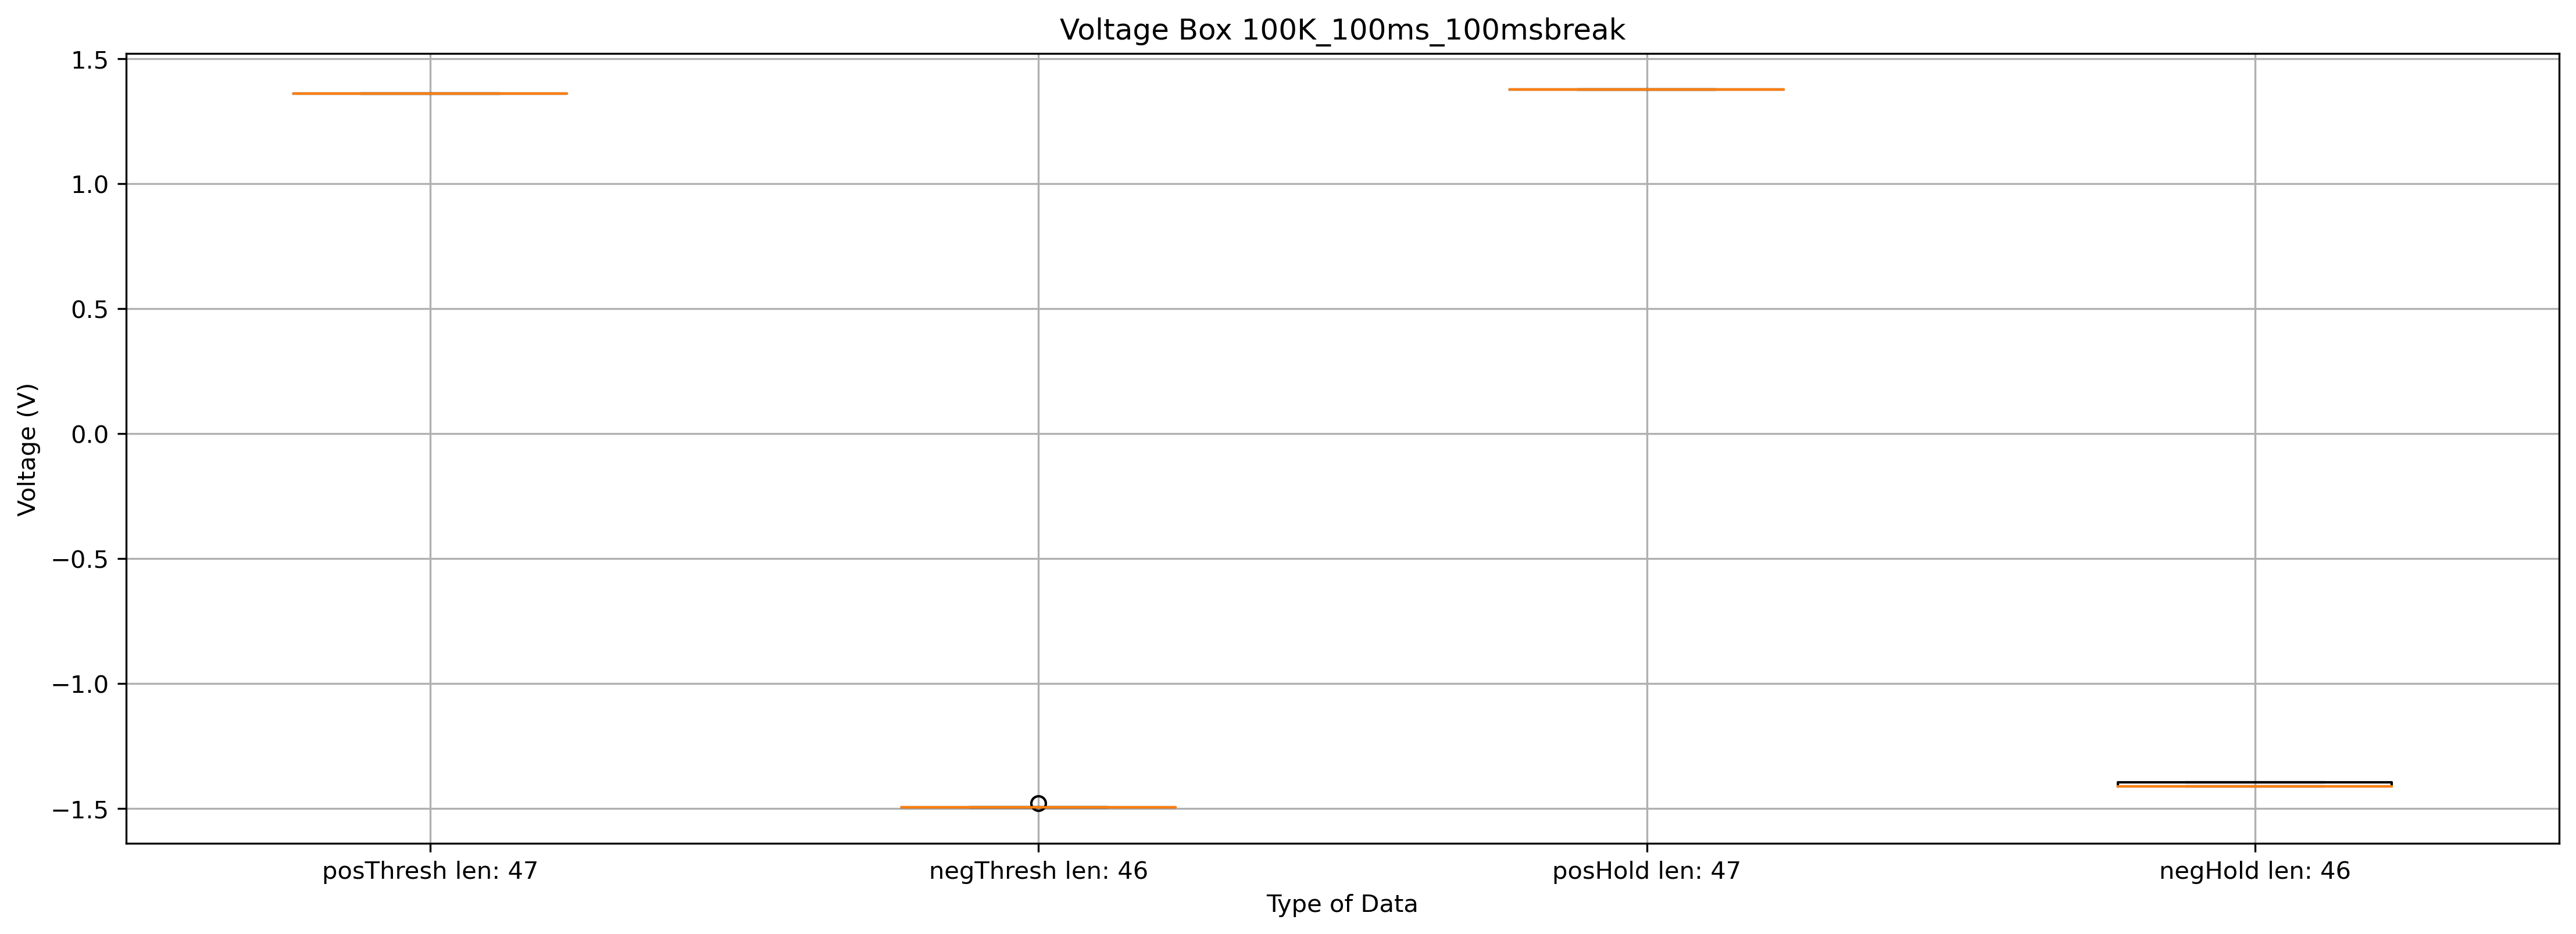 Voltage Box 100K_100ms_100msbreak
Voltage (V)
1.5
1.0
0.5
0.0
−0.5
−1.0
−1.5
posThresh len: 47
negThresh len: 46
posHold len: 47
negHold len: 46
Type of Data